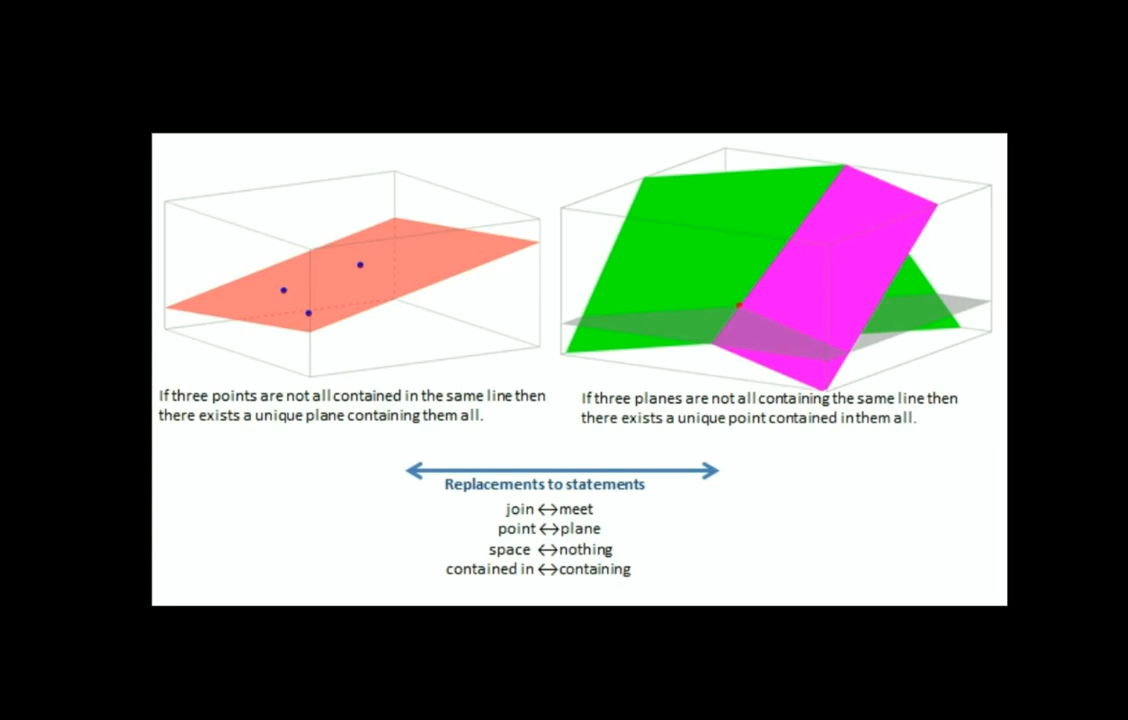 If three points are not all contained in the same line then
there exists a unique plane containing them all.
If three planes are not all containing the same line then
there exists a unique point contained in them all.
Replacements to statements
join ↔ meet
point ↔ plane
space ↔ nothing
contained in ↔ containing